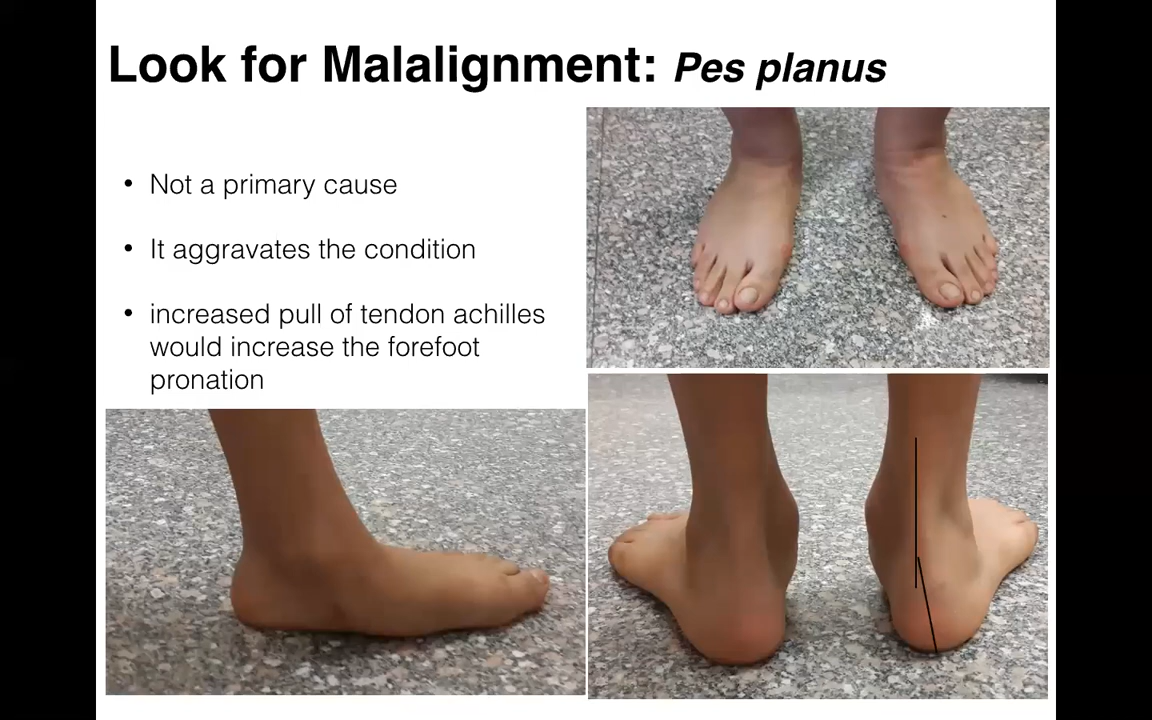 Look for Malalignment: Pes planus
• Not a primary cause
• It aggravates the condition
• increased pull of tendon achilles
would increase the forefoot
pronation